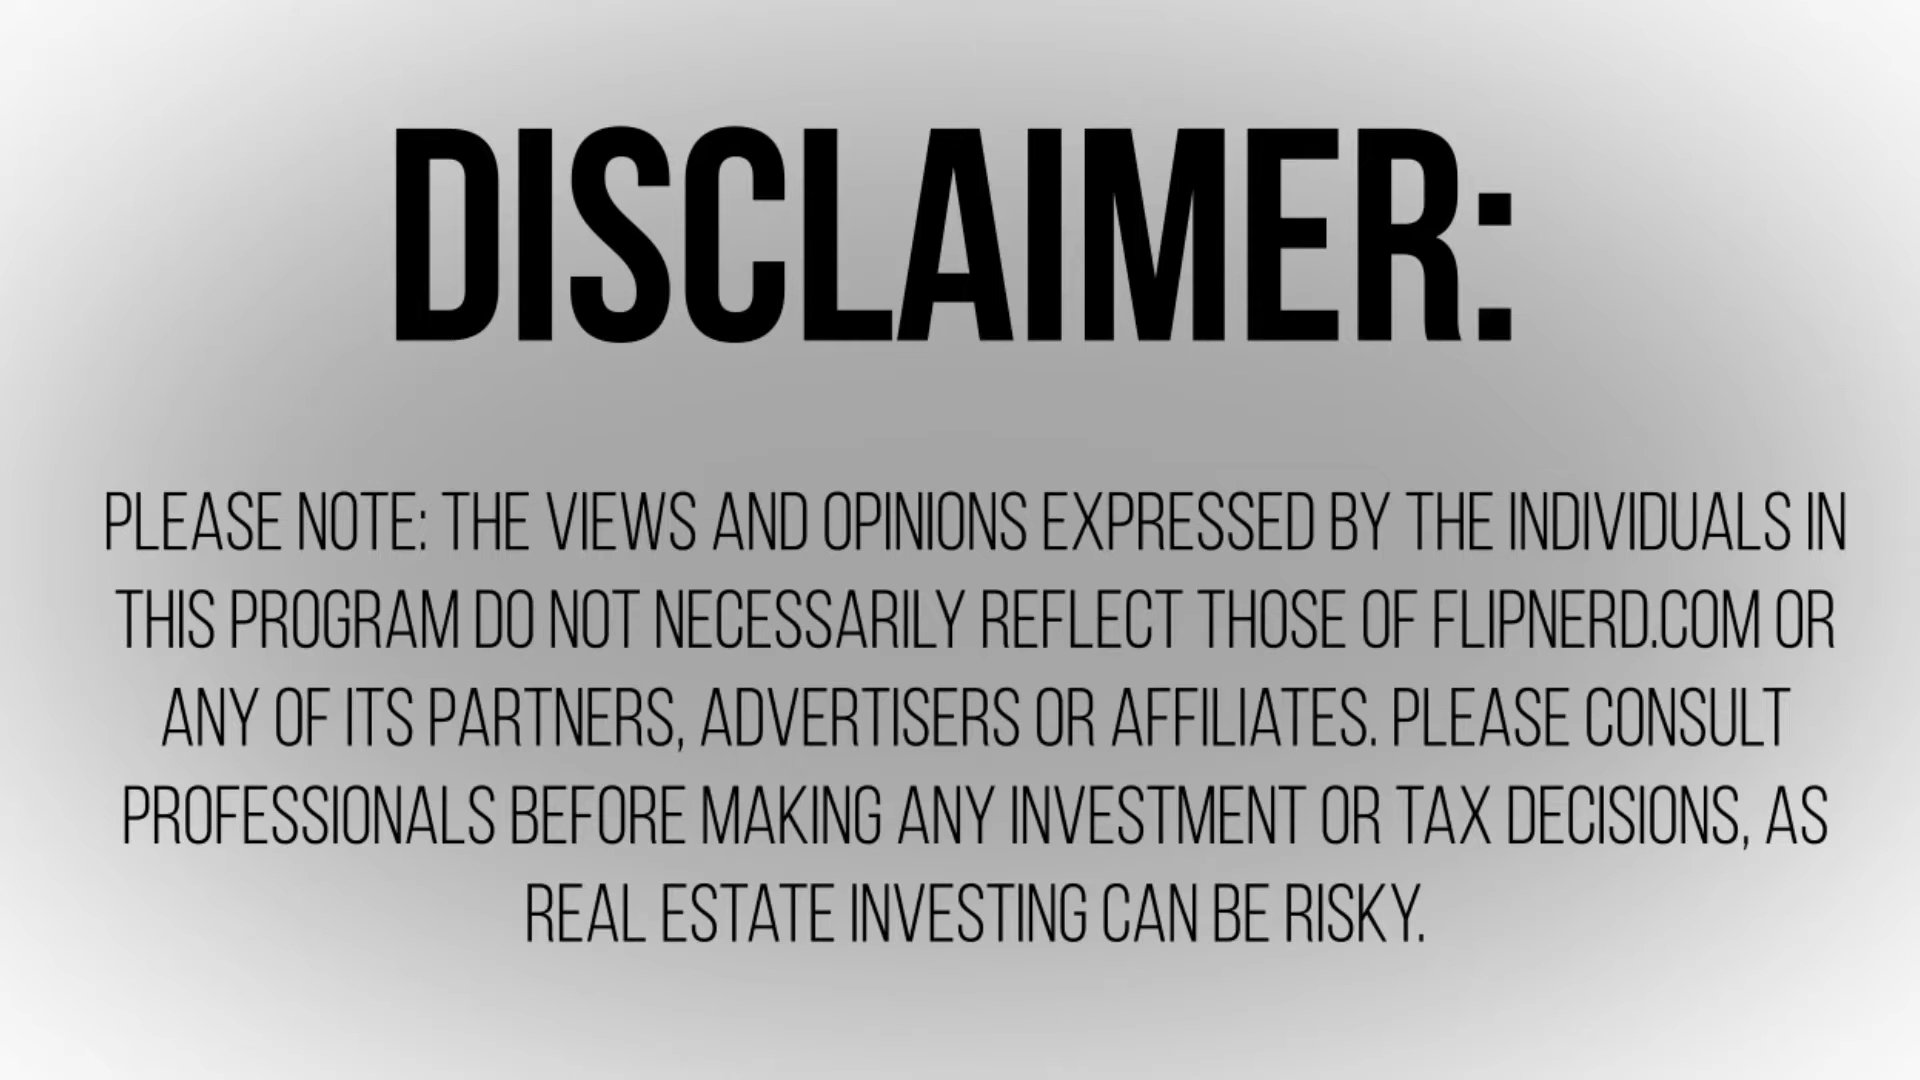 DISCLAIMER:
PLEASE NOTE: THE VIEWS AND OPINIONS EXPRESSED BY THE INDIVIDUALS IN
THIS PROGRAM DO NOT NECESSARILY REFLECT THOSE OF FLIPNERD.COM OR
ANY OF ITS PARTNERS, ADVERTISERS OR AFFILIATES. PLEASE CONSULT
PROFESSIONALS BEFORE MAKING ANY INVESTMENT OR TAX DECISIONS, AS
REAL ESTATE INVESTING CAN BE RISKY.